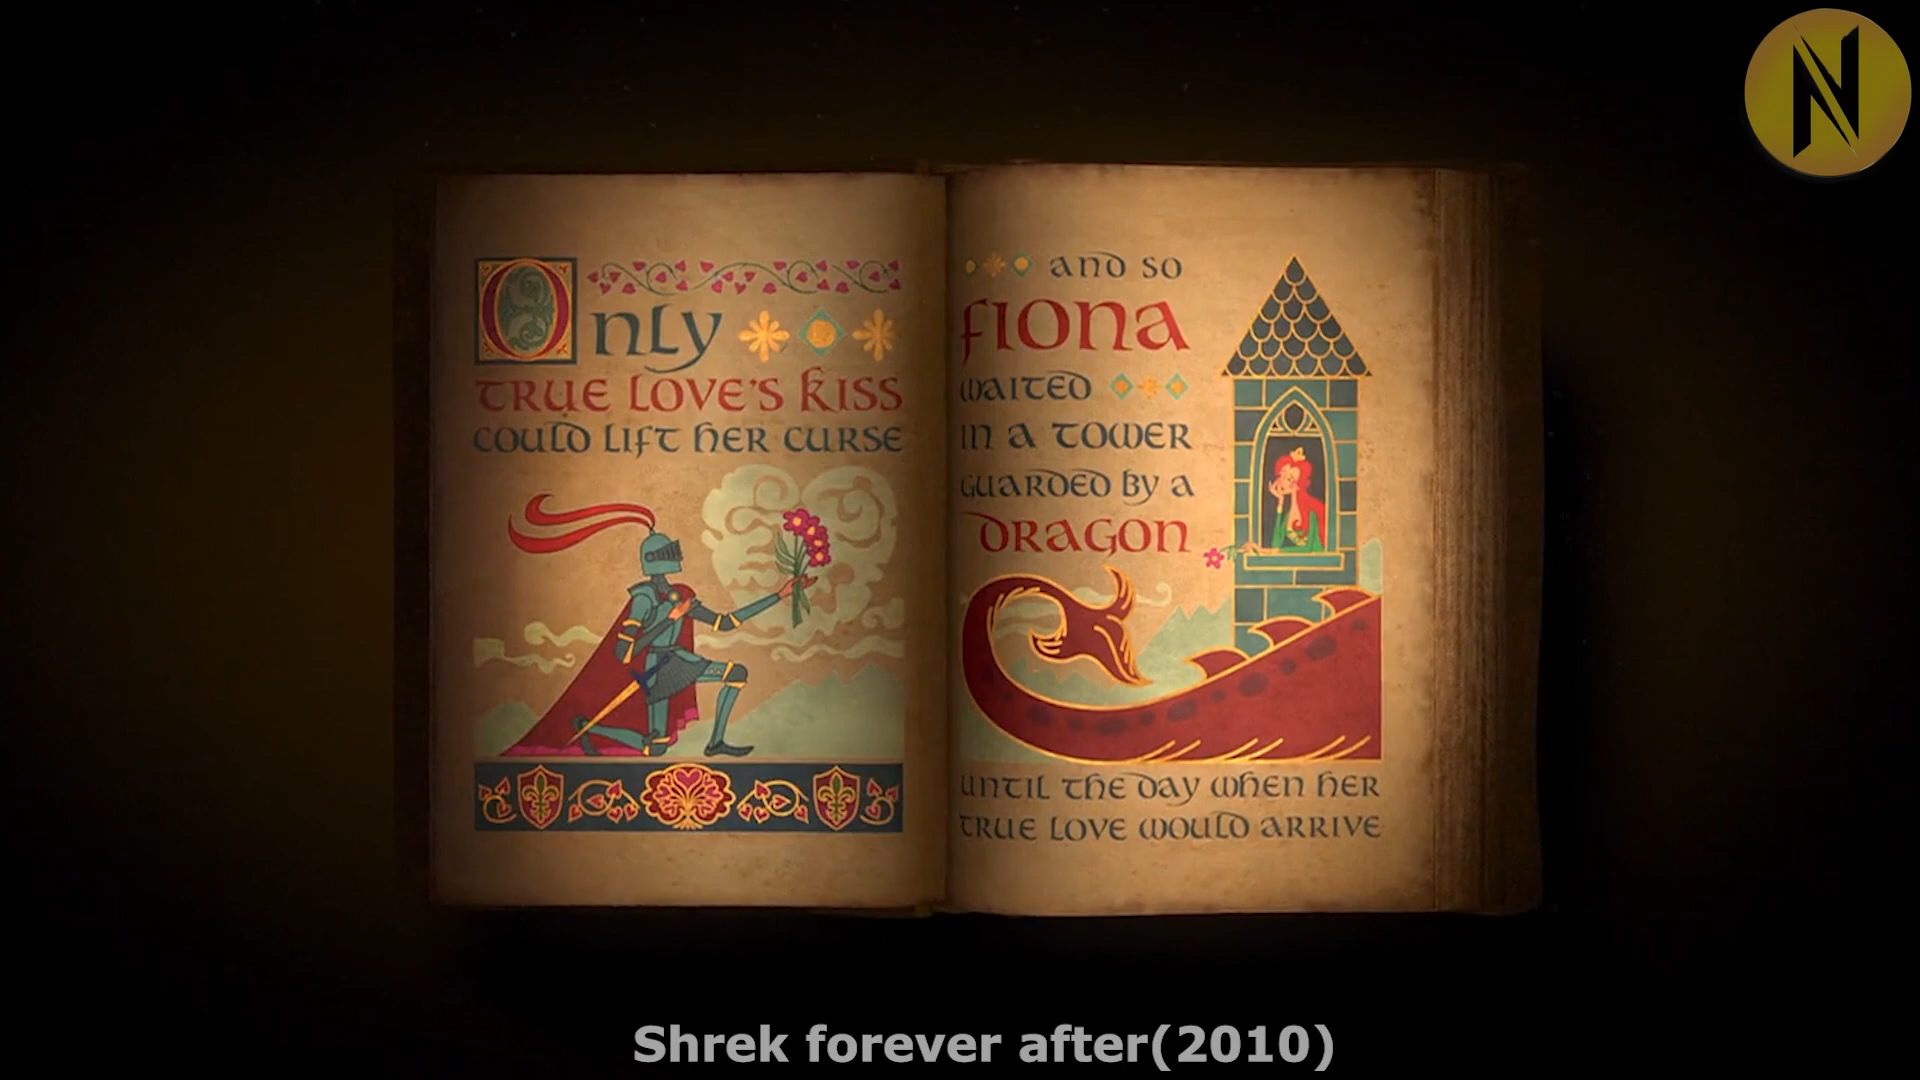 Only
TRUE LOVE'S KISS
COULD LIFT HER CURSE
AND SO
FIONA
WAITED
IN A TOWER
GUARDED BY A
DRAGON
UNTIL THE DAY WHEN HER
TRUE LOVE WOULD ARRIVE
N
Shrek forever after(2010)